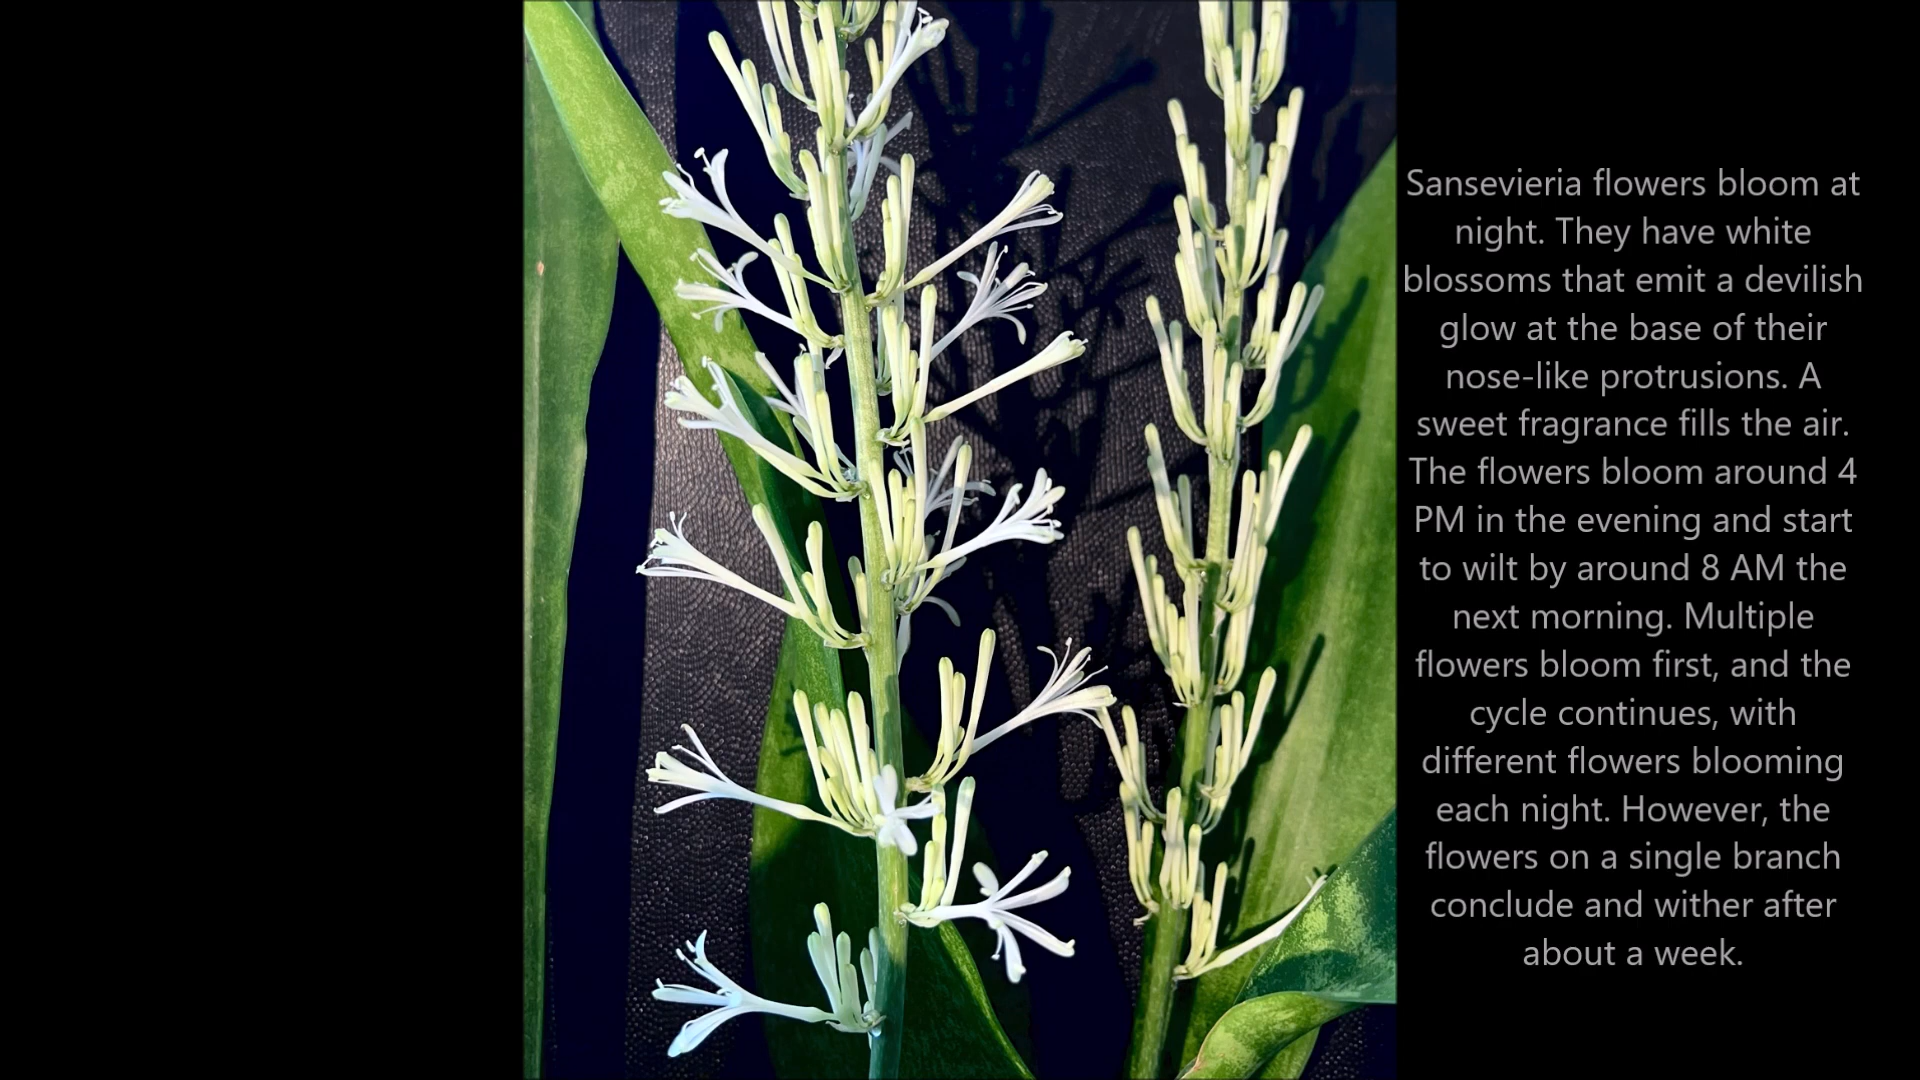 Sansevieria flowers bloom at
night. They have white
blossoms that emit a devilish
glow at the base of their
nose-like protrusions. A
sweet fragrance fills the air.
The flowers bloom around 4
PM in the evening and start
to wilt by around 8 AM the
next morning. Multiple
flowers bloom first, and the
cycle continues, with
different flowers blooming
each night. However, the
flowers on a single branch
conclude and wither after
about a week.